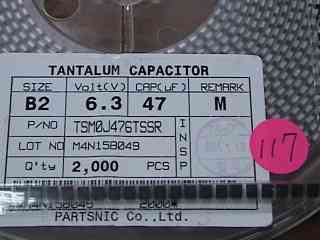 TANTALUM CAPACITOR
SIZE Volt(V) CAP(μF) REMARK
B2 6.3 47 M
P/NO TSM0J476TSSR
LOT NO M4N158049
INSP
117
Q'ty 2,000 PCS
PARTSNIC Co.,Ltd.